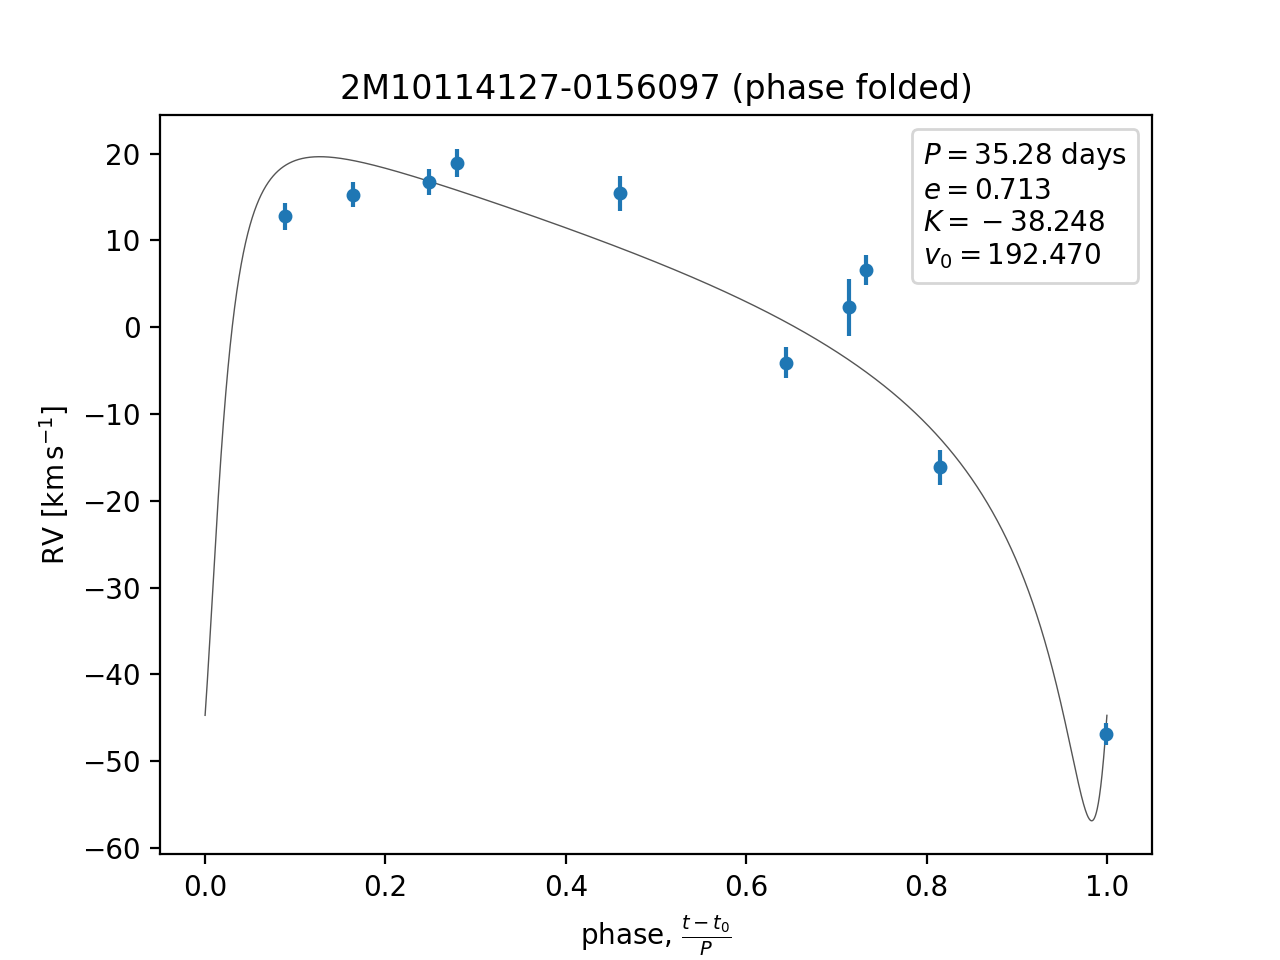 2M10114127-0156097 (phase folded)
P = 35.28 days
e = 0.713
K = − 38.248
v₀ = 192.470
20
10
0
−10
−20
−30
−40
−50
−60
RV [km s⁻¹]
0.0 0.2 0.4 0.6 0.8 1.0
phase, (t − t₀)/P